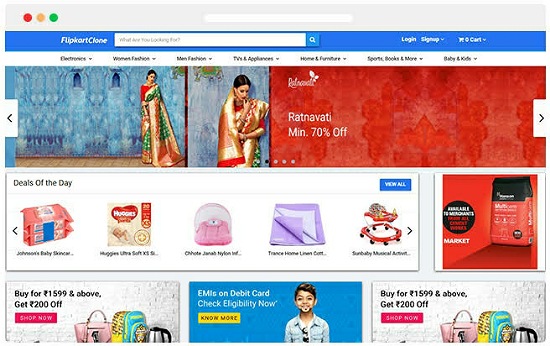 FlipkartClone
What Are You Looking For?
Login Signup 0 Cart
Electronics Women Fashion Men Fashion TVs & Appliances Home & Furniture Sports, Books & More Baby & Kids
Ratnavati
Ratnavati
Min. 70% Off
Deals Of the Day
VIEW ALL
HUGGIES
Johnson's Baby Skincar...
Huggies Ultra Soft XS Si...
Chhote Janab Nylon Inf...
Trance Home Linen Cott...
Sunbaby Musical Activit...
AVAILABLE
TO MERCHANTS
FROM ALL
CEMENT
WORKS
MARKET
Buy for ₹1599 & above,
Get ₹200 Off
SHOP NOW
EMIs on Debit Card
Check Eligibility Now'
KNOW MORE
Buy for ₹1599 & above,
Get ₹200 Off
SHOP NOW